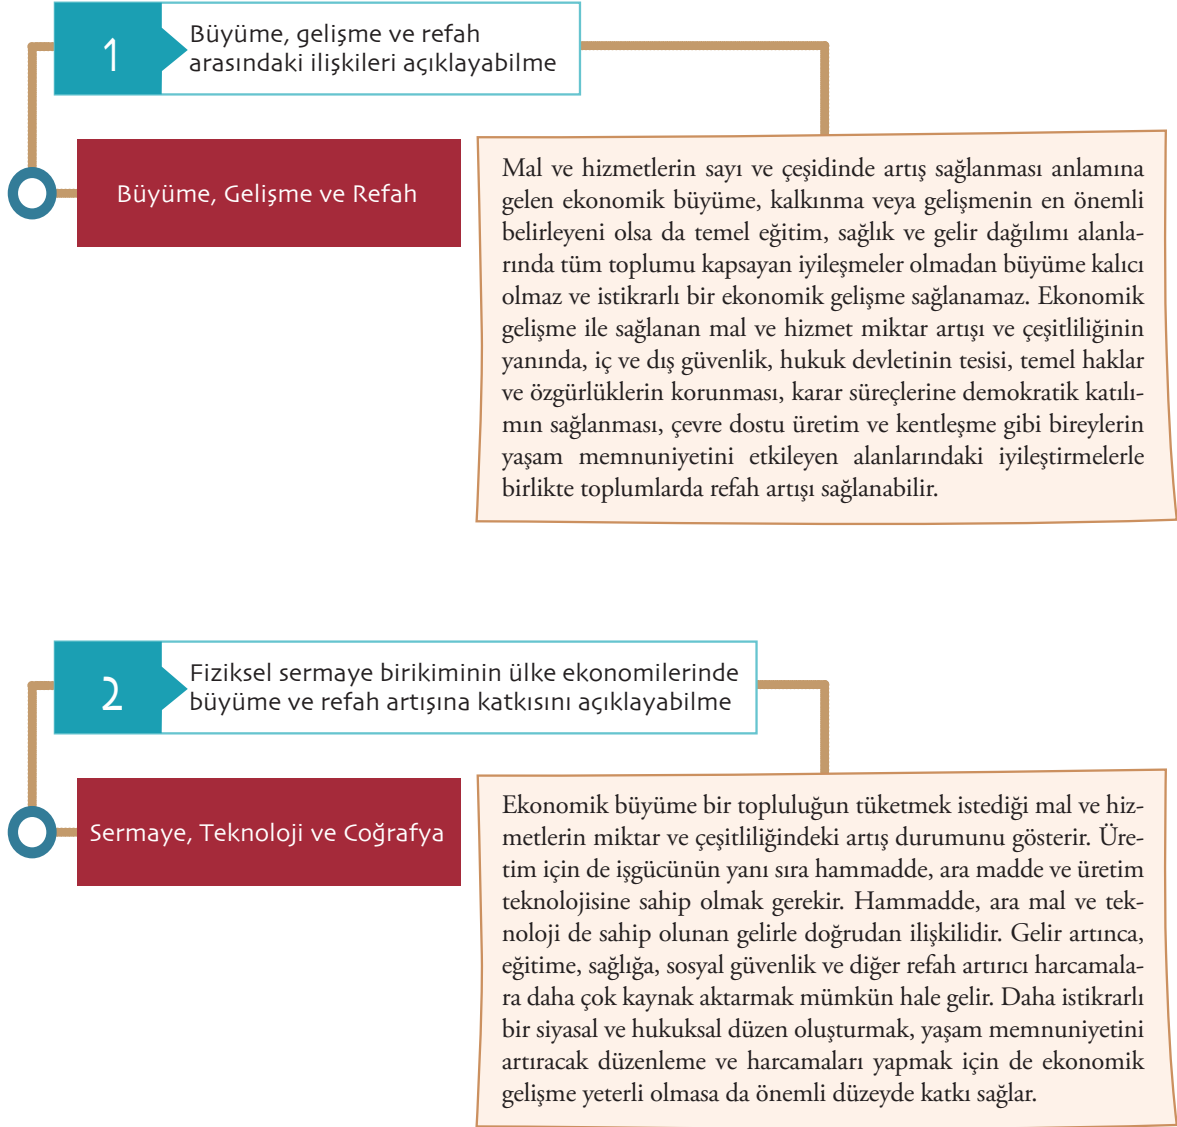 1
Büyüme, gelişme ve refah
arasındaki ilişkileri açıklayabilme
Büyüme, Gelişme ve Refah
Mal ve hizmetlerin sayı ve çeşidinde artış sağlanması anlamına
gelen ekonomik büyüme, kalkınma veya gelişmenin en önemli
belirleyeni olsa da temel eğitim, sağlık ve gelir dağılımı alanla-
rında tüm toplumu kapsayan iyileşmeler olmadan büyüme kalıcı
olmaz ve istikrarlı bir ekonomik gelişme sağlanamaz. Ekonomik
gelişme ile sağlanan mal ve hizmet miktar artışı ve çeşitliliğinin
yanında, iç ve dış güvenlik, hukuk devletinin tesisi, temel haklar
ve özgürlüklerin korunması, karar süreçlerine demokratik katılı-
mın sağlanması, çevre dostu üretim ve kentleşme gibi bireylerin
yaşam memnuniyetini etkileyen alanlarındaki iyileştirmelerle
birlikte toplumlarda refah artışı sağlanabilir.
2
Fiziksel sermaye birikiminin ülke ekonomilerinde
büyüme ve refah artışına katkısını açıklayabilme
Sermaye, Teknoloji ve Coğrafya
Ekonomik büyüme bir topluluğun tüketmek istediği mal ve hiz-
metlerin miktar ve çeşitliliğindeki artış durumunu gösterir. Üre-
tim için de işgücünün yanı sıra hammadde, ara madde ve üretim
teknolojisine sahip olmak gerekir. Hammadde, ara mal ve tek-
noloji de sahip olunan gelirle doğrudan ilişkilidir. Gelir artınca,
eğitime, sağlığa, sosyal güvenlik ve diğer refah artırıcı harcamala-
ra daha çok kaynak aktarmak mümkün hale gelir. Daha istikrarlı
bir siyasal ve hukuksal düzen oluşturmak, yaşam memnuniyetini
artıracak düzenleme ve harcamaları yapmak için de ekonomik
gelişme yeterli olmasa da önemli düzeyde katkı sağlar.